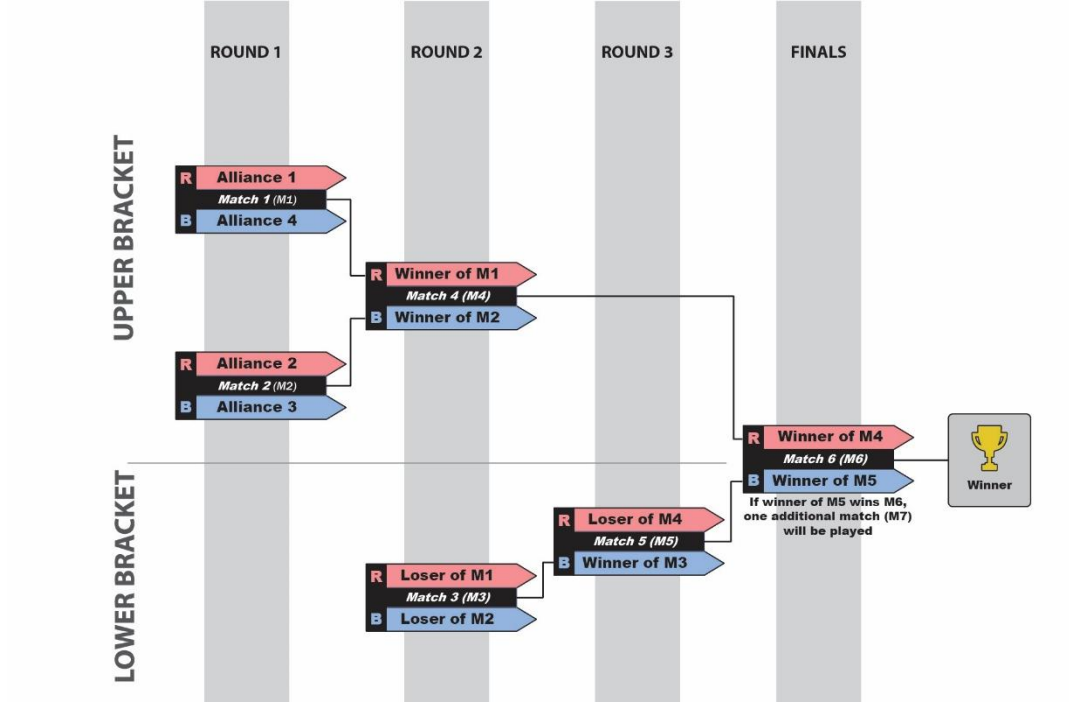 ROUND 1
ROUND 2
ROUND 3
FINALS
UPPER BRACKET
R Alliance 1
Match 1 (M1)
B Alliance 4
R Winner of M1
Match 4 (M4)
B Winner of M2
R Alliance 2
Match 2 (M2)
B Alliance 3
R Winner of M4
Match 6 (M6)
B Winner of M5
If winner of M5 wins M6,
one additional match (M7)
will be played
Winner
LOWER BRACKET
R Loser of M4
Match 5 (M5)
B Winner of M3
R Loser of M1
Match 3 (M3)
B Loser of M2